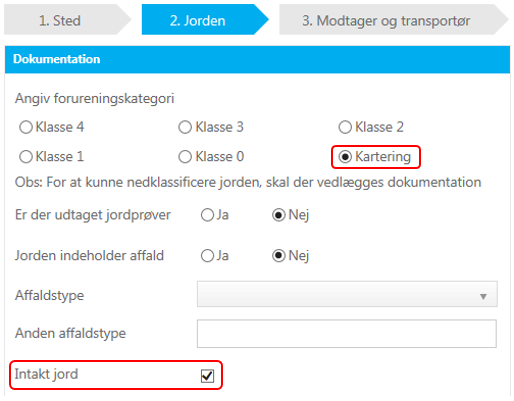 1. Sted 2. Jorden 3. Modtager og transportør
Dokumentation
Angiv forureningskategori
Klasse 4 Klasse 3 Klasse 2
Klasse 1 Klasse 0 Kartering
Obs: For at kunne nedklassificere jorden, skal der vedlægges dokumentation
Er der udtaget jordprøver Ja Nej
Jorden indeholder affald Ja Nej
Affaldstype
Anden affaldstype
Intakt jord